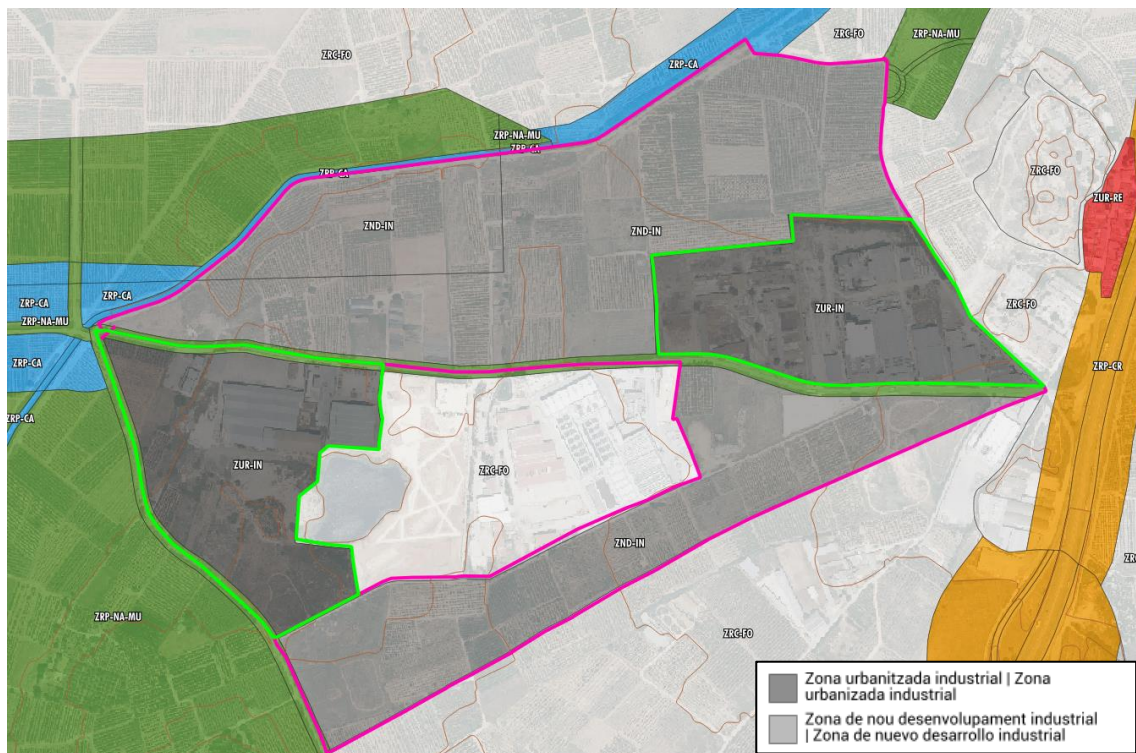 ZRC-FO
ZRC-FO
ZRP-NA-MU
ZRP-CA
ZRP-NA-MU
ZRP-CA
ZRP-CA
ZRC-FO
ZUR-RE
ZND-IN
ZND-IN
ZRP-CA
ZRP-CA
ZRC-FO
ZUR-IN
ZRP-NA-MU
ZRP-CA
ZRP-CR
ZRP-CA
ZUR-IN
ZRC-FO
ZND-IN
ZRP-NA-MU
ZRC-FO
Zona urbanitzada industrial | Zona
urbanizada industrial
Zona de nou desenvolupament industrial
| Zona de nuevo desarrollo industrial